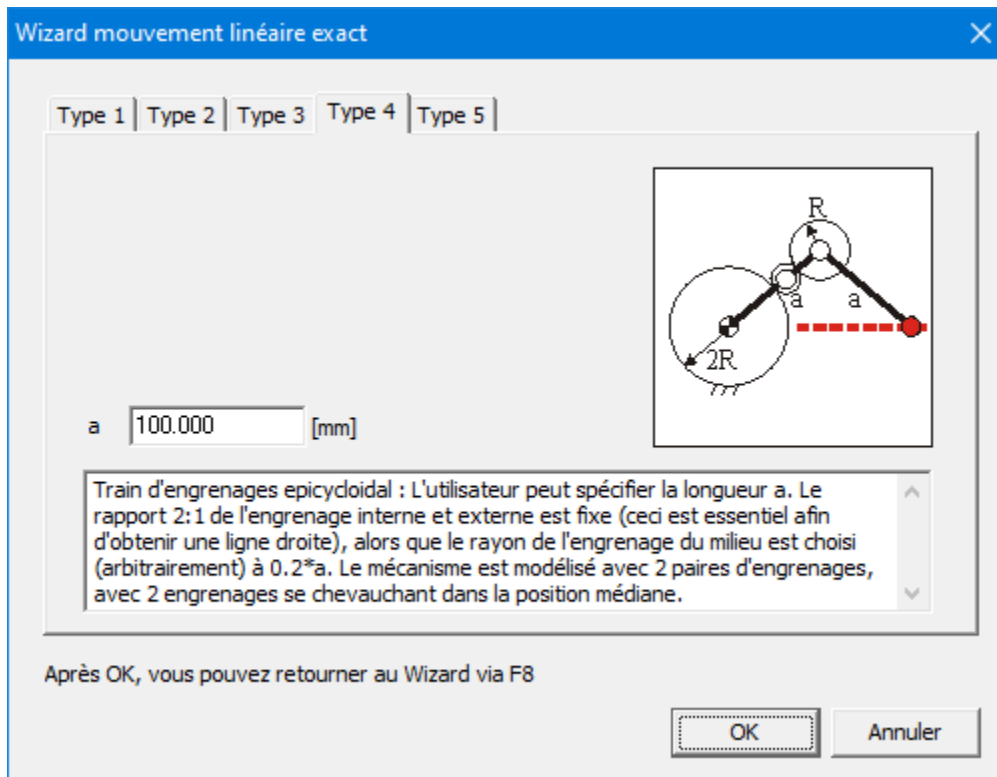 Wizard mouvement linéaire exact
Type 1 Type 2 Type 3 Type 4 Type 5
R
a a
2R
a 100.000 [mm]
Train d'engrenages epicycloidal : L'utilisateur peut spécifier la longueur a. Le
rapport 2:1 de l'engrenage interne et externe est fixe (ceci est essentiel afin
d'obtenir une ligne droite), alors que le rayon de l'engrenage du milieu est choisi
(arbitrairement) à 0.2*a. Le mécanisme est modélisé avec 2 paires d'engrenages,
avec 2 engrenages se chevauchant dans la position médiane.
Après OK, vous pouvez retourner au Wizard via F8
OK Annuler